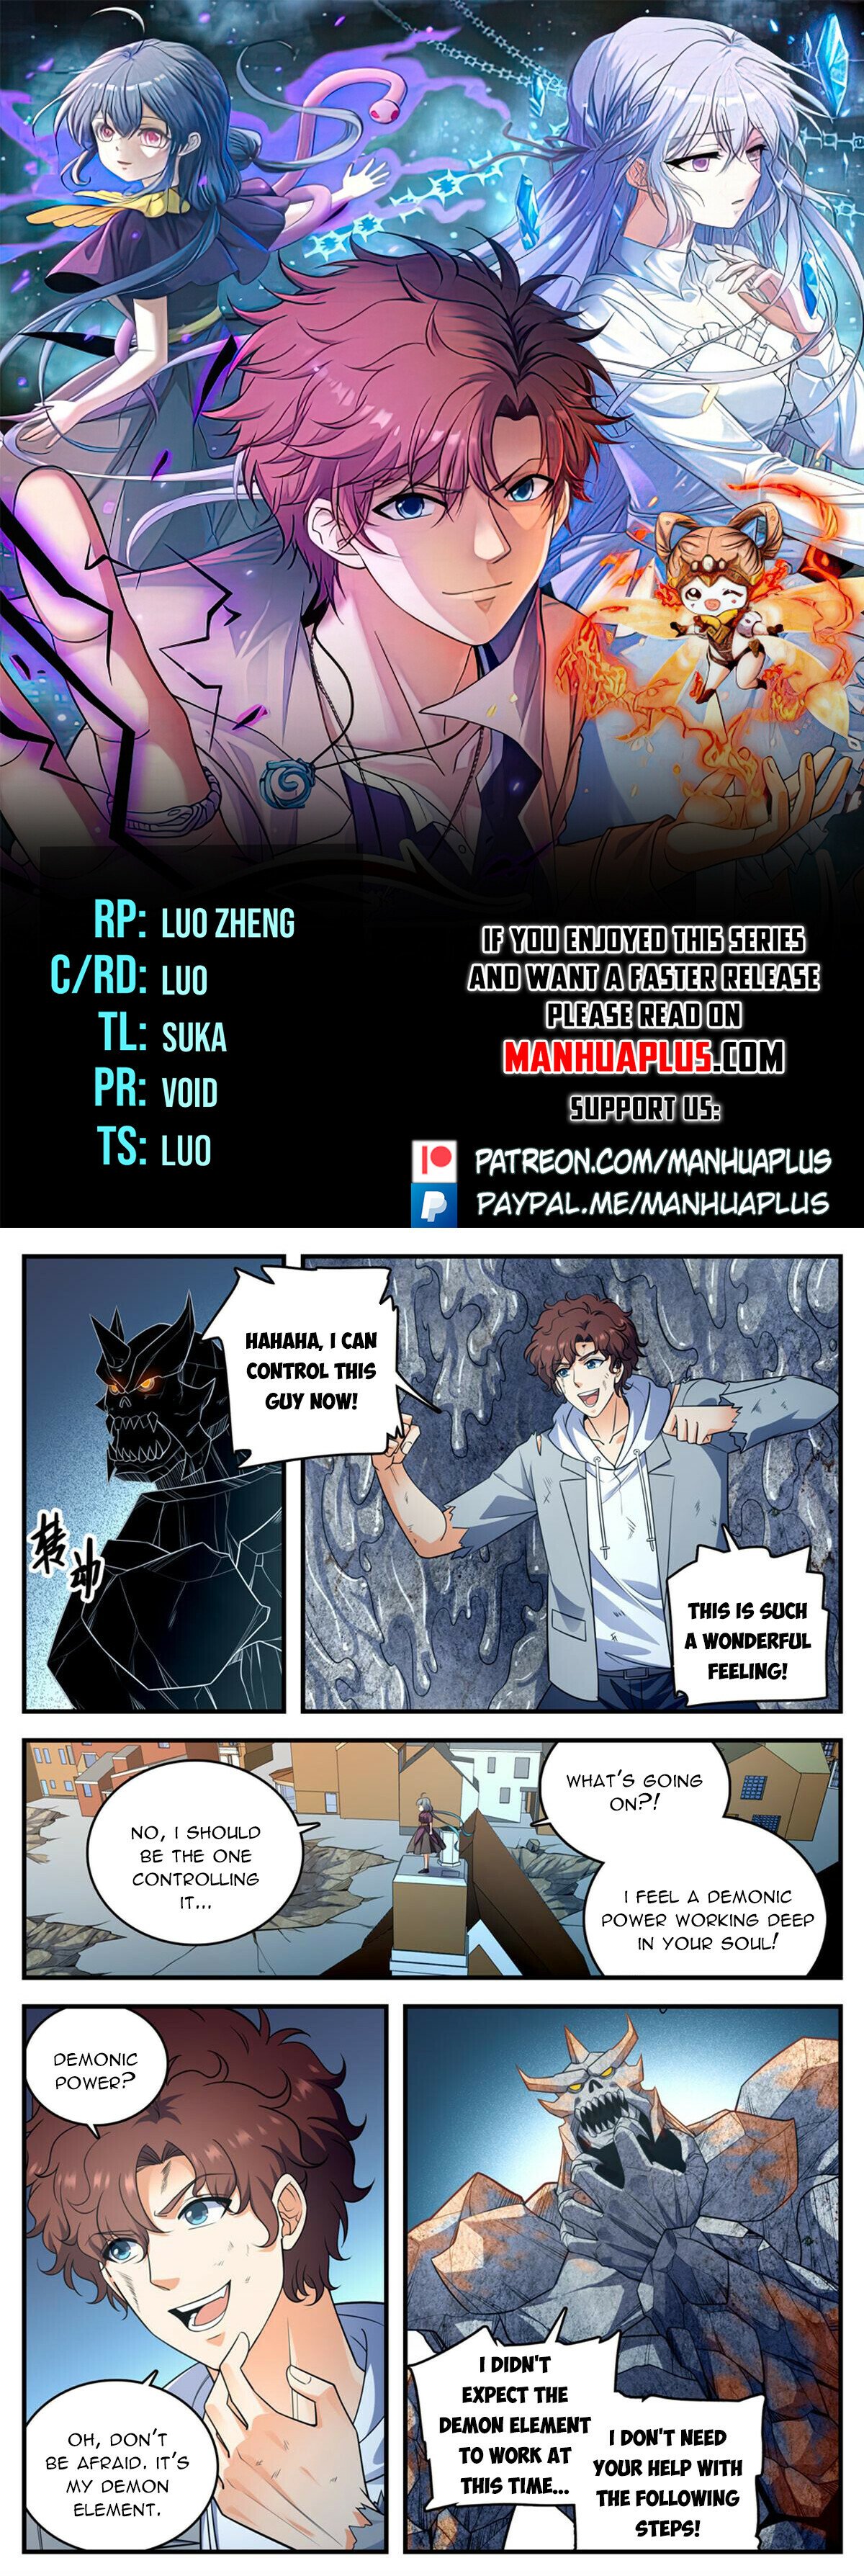 RP: LUO ZHENG
C/RD: LUO
TL: SUKA
PR: VOID
TS: LUO
IF YOU ENJOYED THIS SERIES
AND WANT A FASTER RELEASE
PLEASE READ ON
MANHUAPLUS.COM
SUPPORT US:
PATREON.COM/MANHUAPLUS
PAYPAL.ME/MANHUAPLUS
HAHAHA, I CAN
CONTROL THIS
GUY NOW!
转动
THIS IS SUCH
A WONDERFUL
FEELING!
NO, I SHOULD
BE THE ONE
CONTROLLING
IT...
WHAT'S GOING
ON?!
I FEEL A DEMONIC
POWER WORKING DEEP
IN YOUR SOUL!
DEMONIC
POWER?
OH, DON'T
BE AFRAID. IT'S
MY DEMON
ELEMENT.
I DIDN'T
EXPECT THE
DEMON ELEMENT
TO WORK AT
THIS TIME...
I DON'T NEED
YOUR HELP WITH
THE FOLLOWING
STEPS!